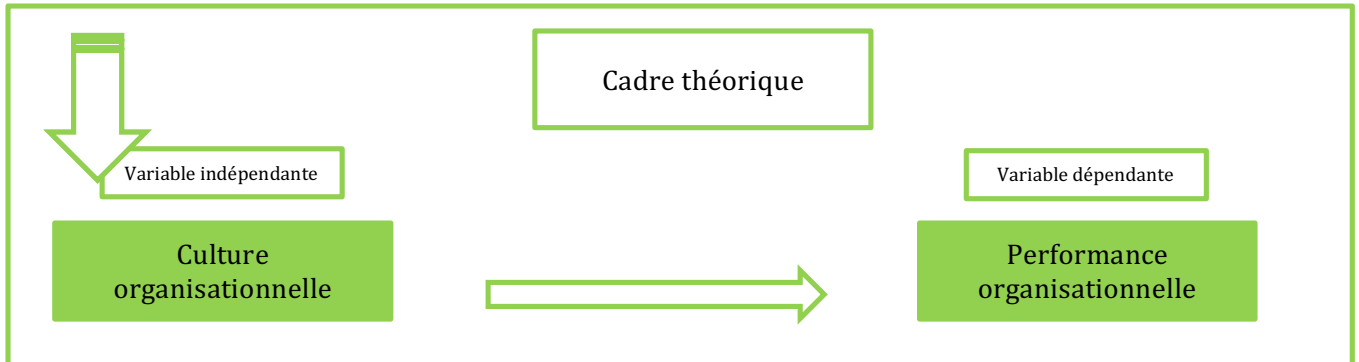 Cadre théorique
Variable indépendante
Variable dépendante
Culture
organisationnelle
Performance
organisationnelle